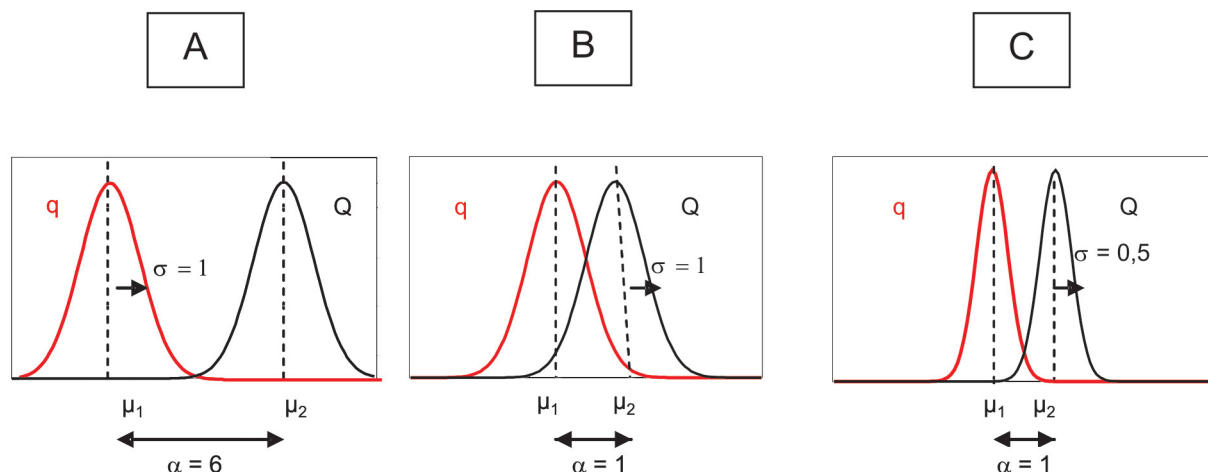 A
B
C
q
Q
σ = 1
μ₁
μ₂
α = 6
q
Q
σ = 1
μ₁
μ₂
α = 1
q
Q
σ = 0,5
μ₁
μ₂
α = 1